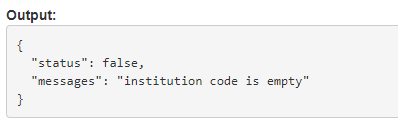 Output:
{
  "status": false,
  "messages": "institution code is empty"
}